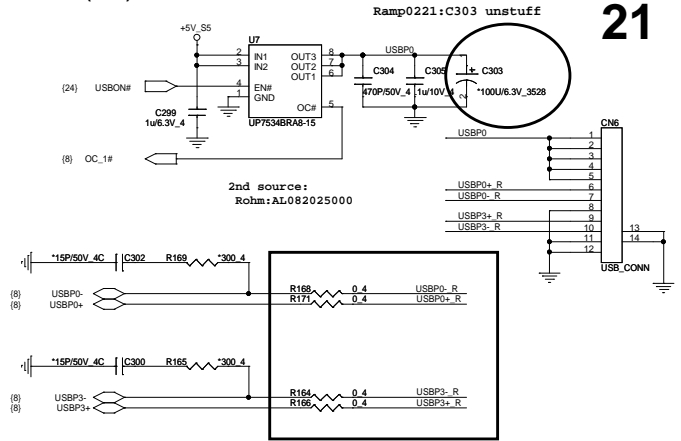 Ramp0221:C303 unstuff
21
+5V_S5
U7
2 IN1 OUT3 8 USBP0
3 IN2 OUT2 7
OUT1 6
{24} USBON# 4 EN#
1 GND
OC# 5
UP7534BRA8-15
C299
1u/6.3V_4
C304
470P/50V_4
C305
.1u/10V_4
+ C303
2
*100U/6.3V_3528
{8} OC_1#
2nd source:
Rohm:AL082025000
CN6
USBP0 1
2
3
4
5
USBP0+_R 6
USBP0-_R 7
8
USBP3+_R 9
USBP3-_R 10
11
12
13
14
USB_CONN
*15P/50V_4C C302 R169 *300_4
{8} USBP0- R168 0_4 USBP0-_R
{8} USBP0+ R171 0_4 USBP0+_R
*15P/50V_4C C300 R165 *300_4
{8} USBP3- R164 0_4 USBP3-_R
{8} USBP3+ R166 0_4 USBP3+_R